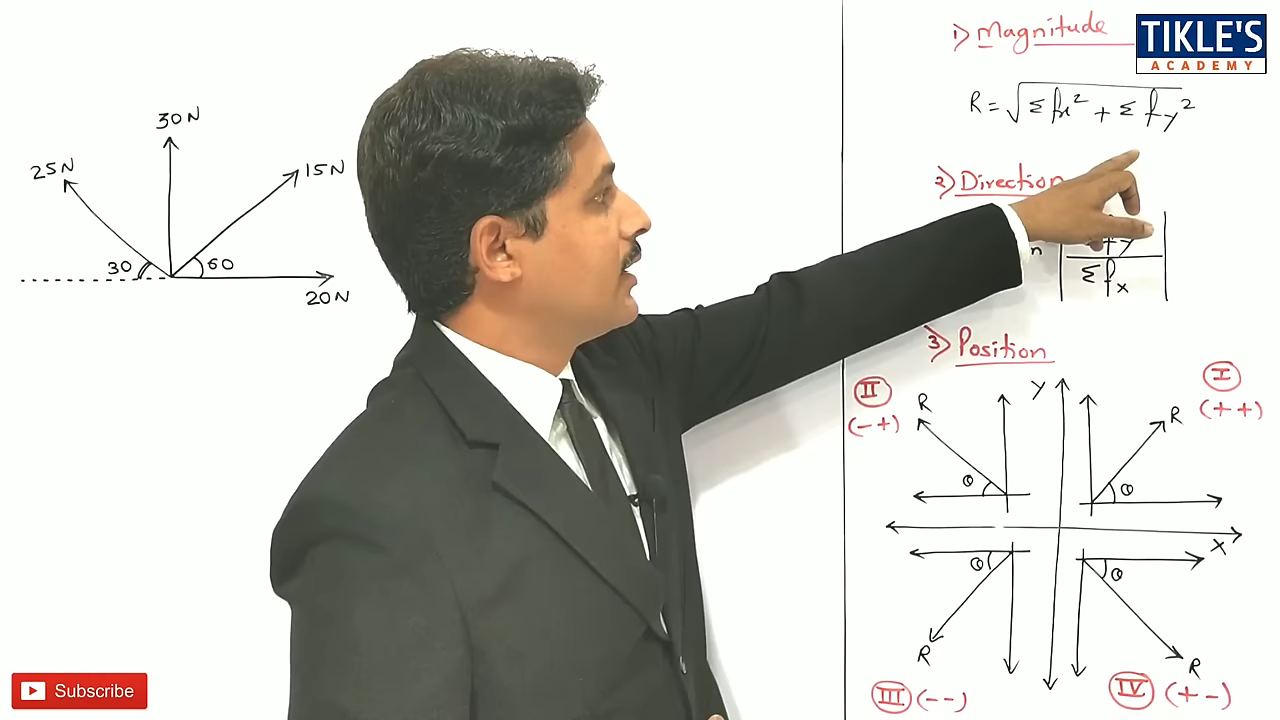 30 N
25 N
15 N
30
60
20 N
1) Magnitude
R = √Σfx² + Σfy²
2) Direction
Σfy
Σfx
3) Position
II
(- +)
R
θ
Y
I
(+ +)
R
θ
X
θ
R
III (- -)
θ
R
IV (+ -)
TIKLE'S
ACADEMY
Subscribe